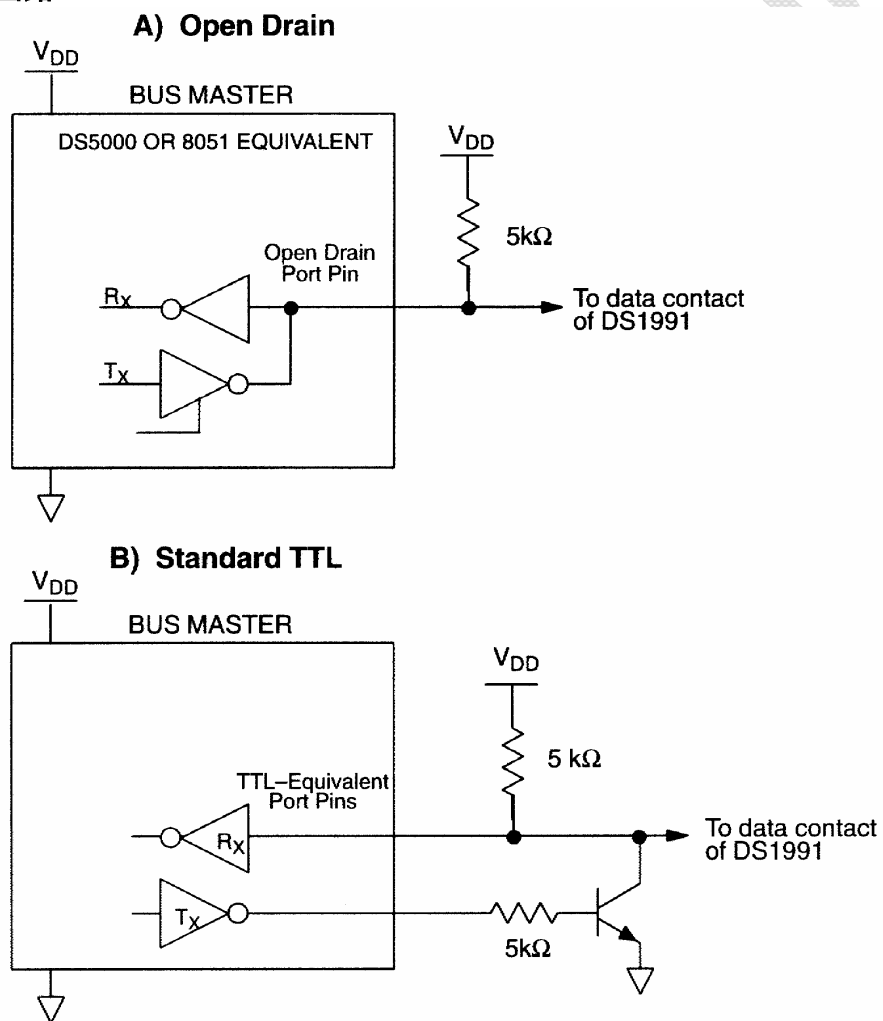 A) Open Drain
VDD
BUS MASTER
DS5000 OR 8051 EQUIVALENT
VDD
5kΩ
Open Drain
Port Pin
RX
To data contact
of DS1991
TX
B) Standard TTL
VDD
BUS MASTER
VDD
5 kΩ
TTL–Equivalent
Port Pins
RX
To data contact
of DS1991
TX
5kΩ